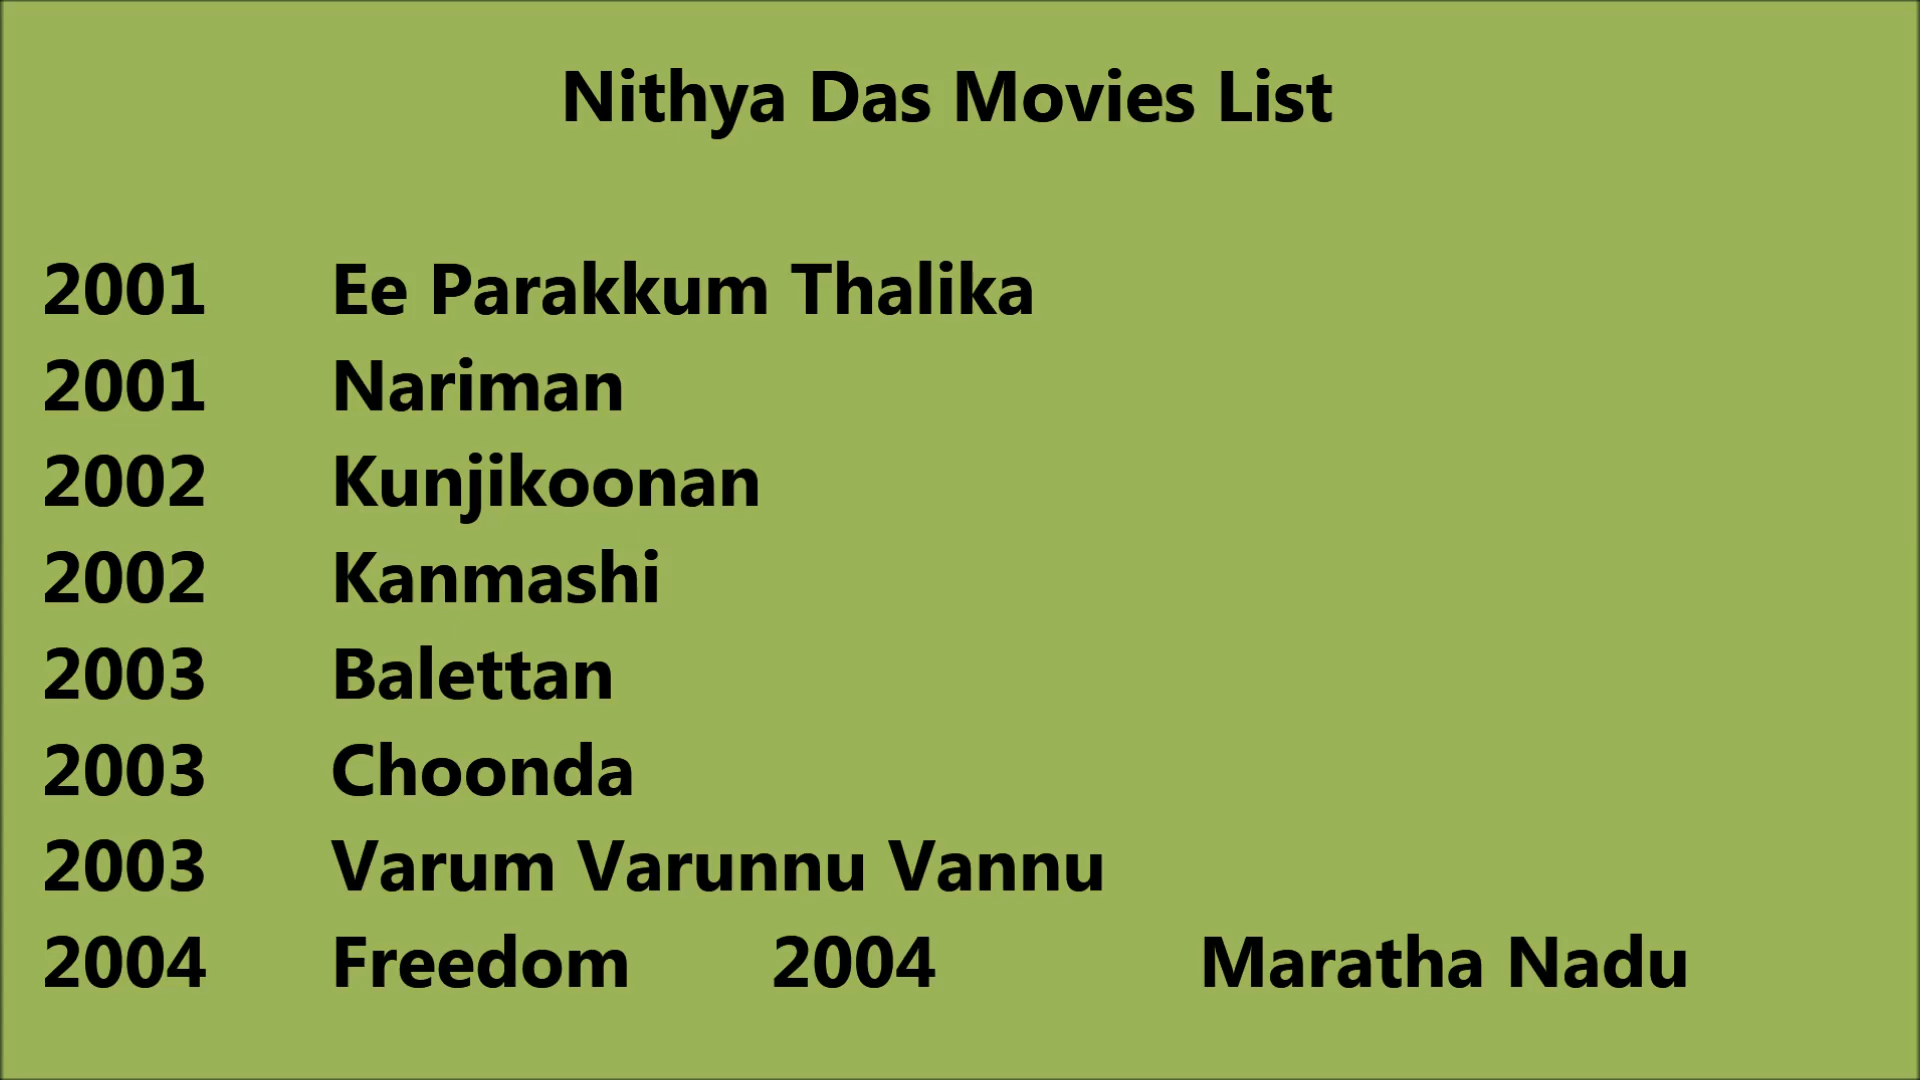 Nithya Das Movies List
2001 Ee Parakkum Thalika
2001 Nariman
2002 Kunjikoonan
2002 Kanmashi
2003 Balettan
2003 Choonda
2003 Varum Varunnu Vannu
2004 Freedom 2004 Maratha Nadu